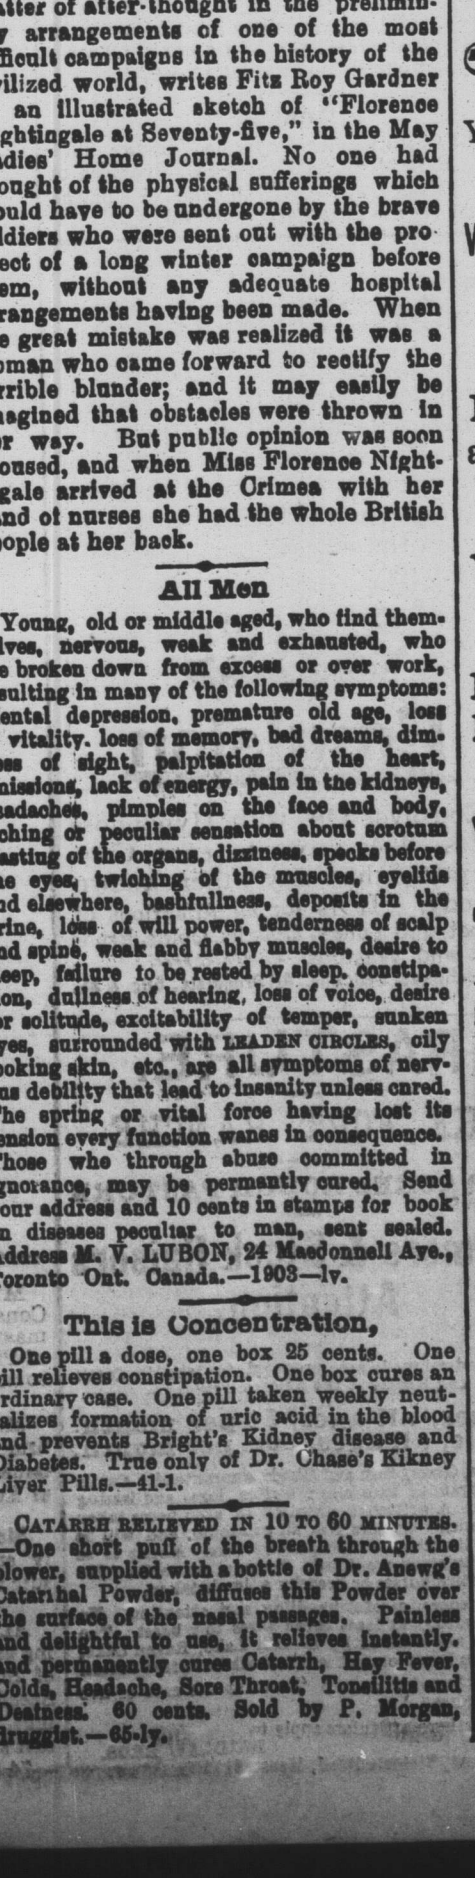 atter of after-thought in the prelimin-
y arrangements of one of the most
fficult campaigns in the history of the
vilized world, writes Fitz Roy Gardner
an illustrated sketch of "Florence
ghtingale at Seventy-five," in the May
adies' Home Journal. No one had
ought of the physical sufferings which
ould have to be undergone by the brave
ldiers who were sent out with the pro-
ect of a long winter campaign before
em, without any adequate hospital
rangements having been made. When
e great mistake was realized it was a
oman who came forward to rectify the
rrible blunder; and it may easily be
nagined that obstacles were thrown in
er way. But public opinion was soon
oused, and when Miss Florence Night-
gale arrived at the Crimea with her
and of nurses she had the whole British
eople at her back.
All Men
Young, old or middle aged, who find them-
lves, nervous, weak and exhausted, who
e broken down from excess or over work,
sulting in many of the following symptoms:
ental depression, premature old age, loss
vitality. loss of memory, bad dreams, dim-
ess of sight, palpitation of the heart,
missions, lack of energy, pain in the kidneys,
eadaches, pimples on the face and body,
ching or peculiar sensation about scrotum
asting of the organs, dizziness, specks before
he eyes, twiching of the muscles, eyelids
nd elsewhere, bashfullness, deposits in the
rine, loss of will power, tenderness of scalp
nd spine, weak and flabby muscles, desire to
leep, failure to be rested by sleep. constipa-
ion, dullness of hearing, loss of voice, desire
or solitude, excitability of temper, sunken
yes, surrounded with LEADEN CIRCLES, oily
ooking skin, etc., are all symptoms of nerv-
us debility that lead to insanity unless cured.
The spring or vital force having lost its
ension every function wanes in consequence.
Those who through abuse committed in
gnorance, may be permantly cured. Send
our address and 10 cents in stamps for book
n diseases peculiar to man, sent sealed.
Address M. V. LUBON, 24 Macdonnell Ave.,
Toronto Ont. Canada.—1903—ly.
This is Concentration,
One pill a dose, one box 25 cents. One
pill relieves constipation. One box cures an
rdinary case. One pill taken weekly neut-
alizes formation of uric acid in the blood
and prevents Bright's Kidney disease and
Diabetes. True only of Dr. Chase's Kikney
Liver Pills.—41-1.
CATARRH RELIEVED IN 10 TO 60 MINUTES.
—One short puff of the breath through the
blower, supplied with a bottle of Dr. Anewg's
Catarrhal Powder, diffuses this Powder over
the surface of the nasal passages. Painless
and delightful to use, it relieves instantly.
and permanently cures Catarrh, Hay Fever,
Colds, Headache, Sore Throat, Tonsilitis and
Deafness. 60 cents. Sold by P. Morgan,
druggist.—65-ly.